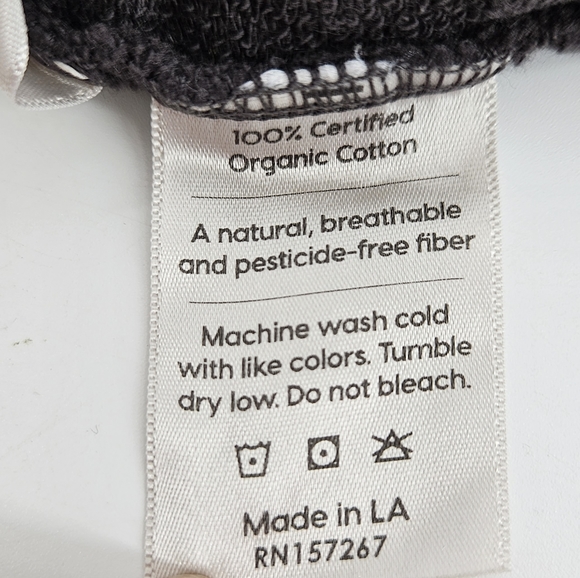 100% Certified
Organic Cotton
A natural, breathable
and pesticide-free fiber
Machine wash cold
with like colors. Tumble
dry low. Do not bleach.
Made in LA
RN157267